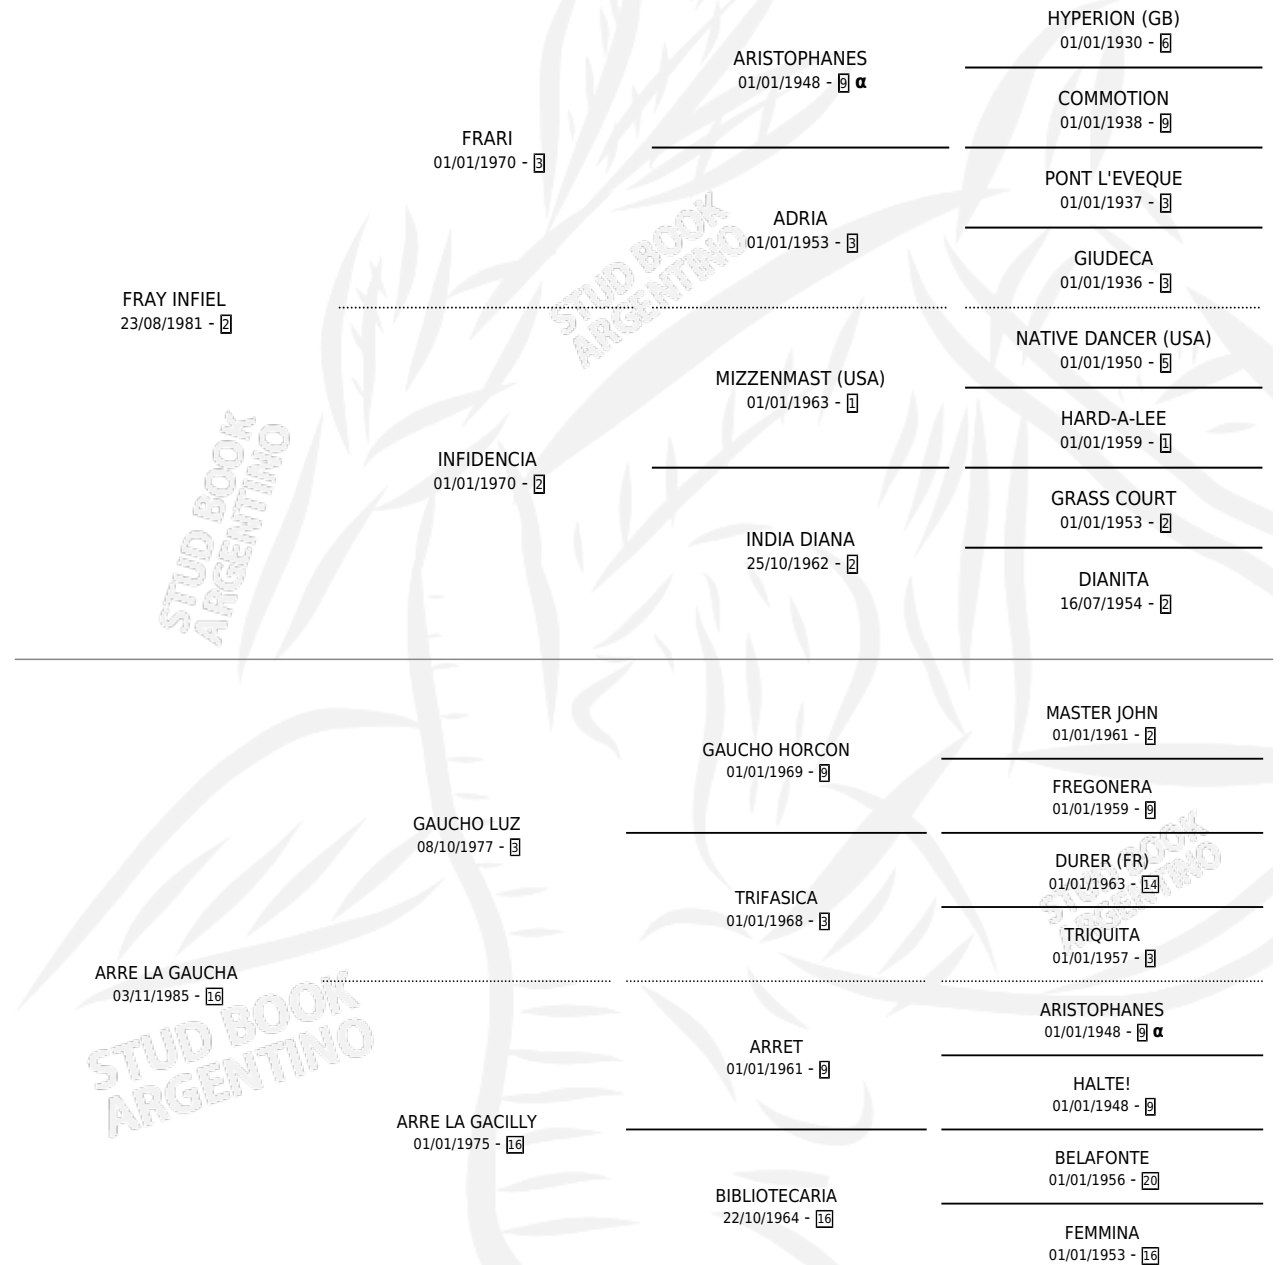 HYPERION (GB)
01/01/1930 - 6
ARISTOPHANES
01/01/1948 - 9 α
COMMOTION
01/01/1938 - 9
FRARI
01/01/1970 - 3
PONT L'EVEQUE
01/01/1937 - 3
ADRIA
01/01/1953 - 3
GIUDECA
01/01/1936 - 3
STUD BOOK
ARGENTINO
FRAY INFIEL
23/08/1981 - 2
NATIVE DANCER (USA)
01/01/1950 - 5
MIZZENMAST (USA)
01/01/1963 - 1
HARD-A-LEE
01/01/1959 - 1
INFIDENCIA
01/01/1970 - 2
GRASS COURT
01/01/1953 - 2
INDIA DIANA
25/10/1962 - 2
DIANITA
16/07/1954 - 2
STUD BOOK
ARGENTINO
MASTER JOHN
01/01/1961 - 2
GAUCHO HORCON
01/01/1969 - 9
FREGONERA
01/01/1959 - 9
GAUCHO LUZ
08/10/1977 - 3
DURER (FR)
01/01/1963 - 14
TRIFASICA
01/01/1968 - 3
TRIQUITA
01/01/1957 - 3
STUD BOOK
ARGENTINO
ARRE LA GAUCHA
03/11/1985 - 16
ARISTOPHANES
01/01/1948 - 9 α
ARRET
01/01/1961 - 9
HALTE!
01/01/1948 - 9
ARRE LA GACILLY
01/01/1975 - 16
BELAFONTE
01/01/1956 - 20
BIBLIOTECARIA
22/10/1964 - 16
FEMMINA
01/01/1953 - 16
STUD BOOK
ARGENTINO